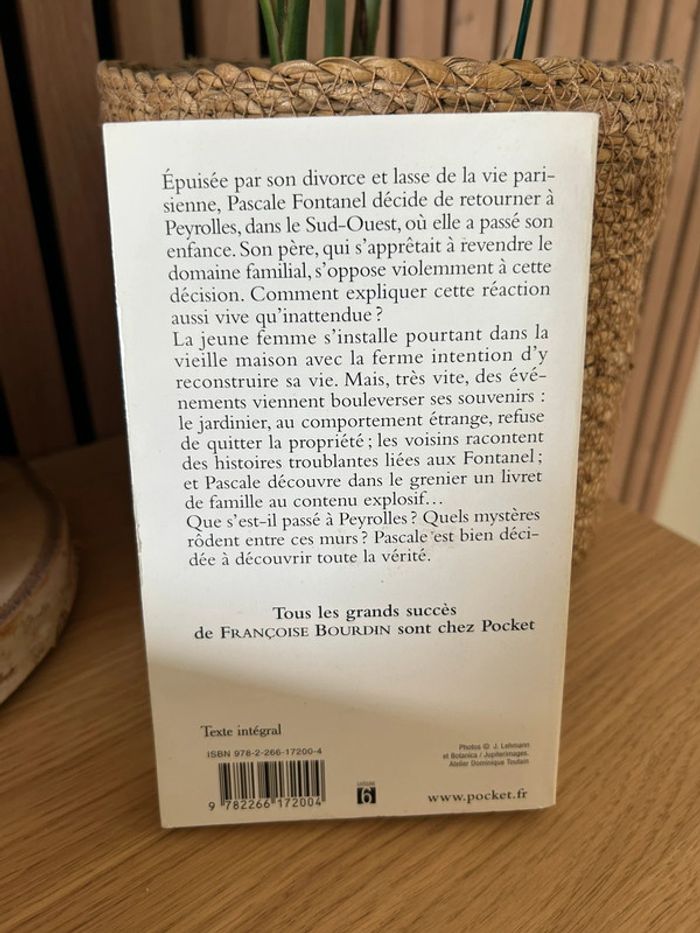 Épuisée par son divorce et lasse de la vie pari-
sienne, Pascale Fontanel décide de retourner à
Peyrolles, dans le Sud-Ouest, où elle a passé son
enfance. Son père, qui s'apprêtait à revendre le
domaine familial, s'oppose violemment à cette
décision. Comment expliquer cette réaction
aussi vive qu'inattendue ?
La jeune femme s'installe pourtant dans la
vieille maison avec la ferme intention d'y
reconstruire sa vie. Mais, très vite, des évé-
nements viennent bouleverser ses souvenirs :
le jardinier, au comportement étrange, refuse
de quitter la propriété ; les voisins racontent
des histoires troublantes liées aux Fontanel ;
et Pascale découvre dans le grenier un livret
de famille au contenu explosif…
Que s'est-il passé à Peyrolles ? Quels mystères
rôdent entre ces murs ? Pascale est bien déci-
dée à découvrir toute la vérité.
Tous les grands succès
de FRANÇOISE BOURDIN sont chez Pocket
Texte intégral
ISBN 978-2-266-17200-4
9 782266 172004
6
Photos © J. Lehmann
et Botanica / Jupiterimages.
Atelier Dominique Toutain
www.pocket.fr